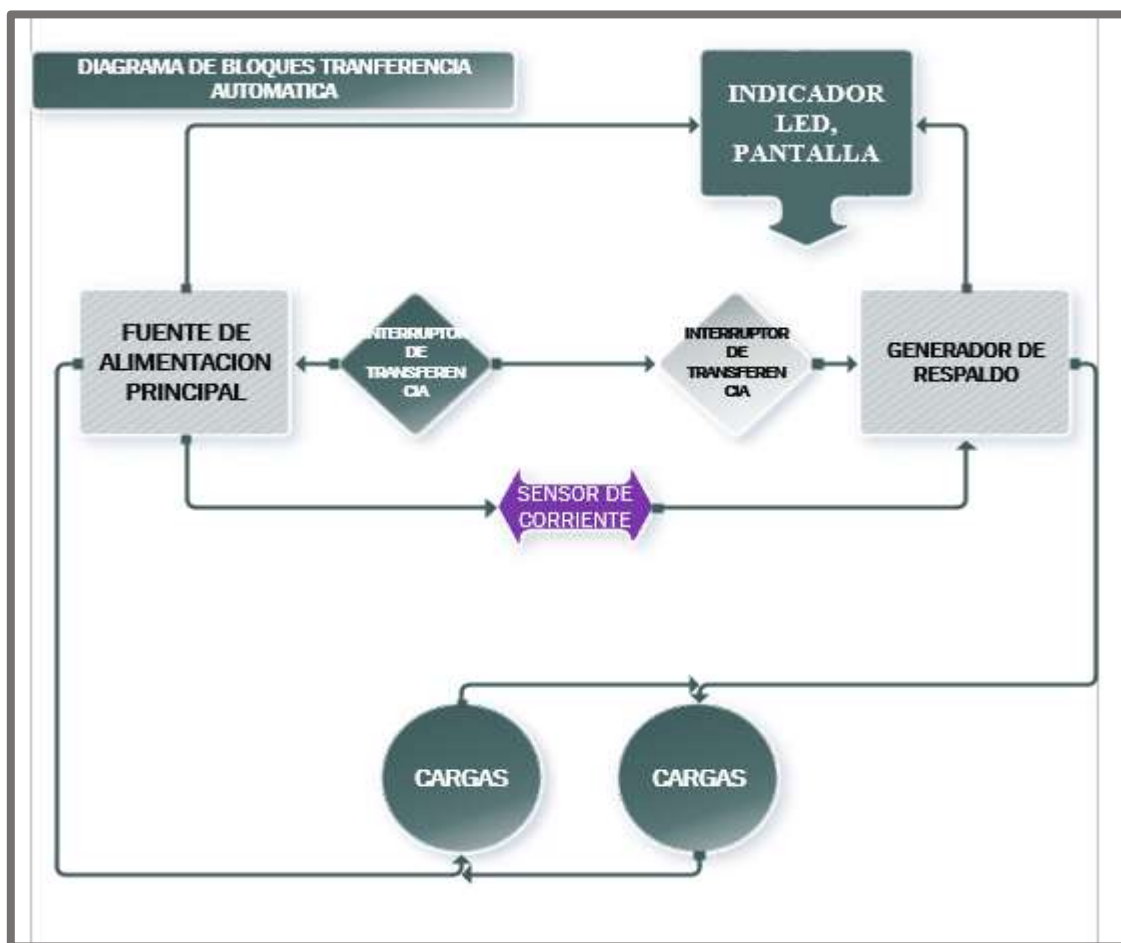 DIAGRAMA DE BLOQUES TRANFERENCIA
AUTOMATICA
INDICADOR
LED,
PANTALLA
FUENTE DE
ALIMENTACION
PRINCIPAL
INTERRUPTOR
DE
TRANSFEREN
CIA
INTERRUPTOR
DE
TRANSFEREN
CIA
GENERADOR DE
RESPALDO
SENSOR DE
CORRIENTE
CARGAS
CARGAS